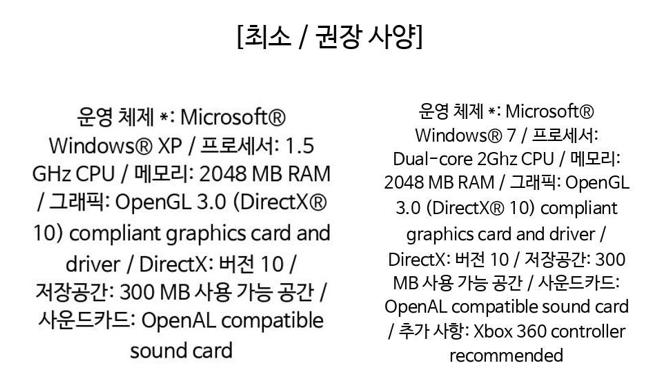 [최소 / 권장 사양]
운영 체제 *: Microsoft®
Windows® XP / 프로세서: 1.5
GHz CPU / 메모리: 2048 MB RAM
/ 그래픽: OpenGL 3.0 (DirectX®
10) compliant graphics card and
driver / DirectX: 버전 10 /
저장공간: 300 MB 사용 가능 공간 /
사운드카드: OpenAL compatible
sound card
운영 체제 *: Microsoft®
Windows® 7 / 프로세서:
Dual-core 2Ghz CPU / 메모리:
2048 MB RAM / 그래픽: OpenGL
3.0 (DirectX® 10) compliant
graphics card and driver /
DirectX: 버전 10 / 저장공간: 300
MB 사용 가능 공간 / 사운드카드:
OpenAL compatible sound card
/ 추가 사항: Xbox 360 controller
recommended